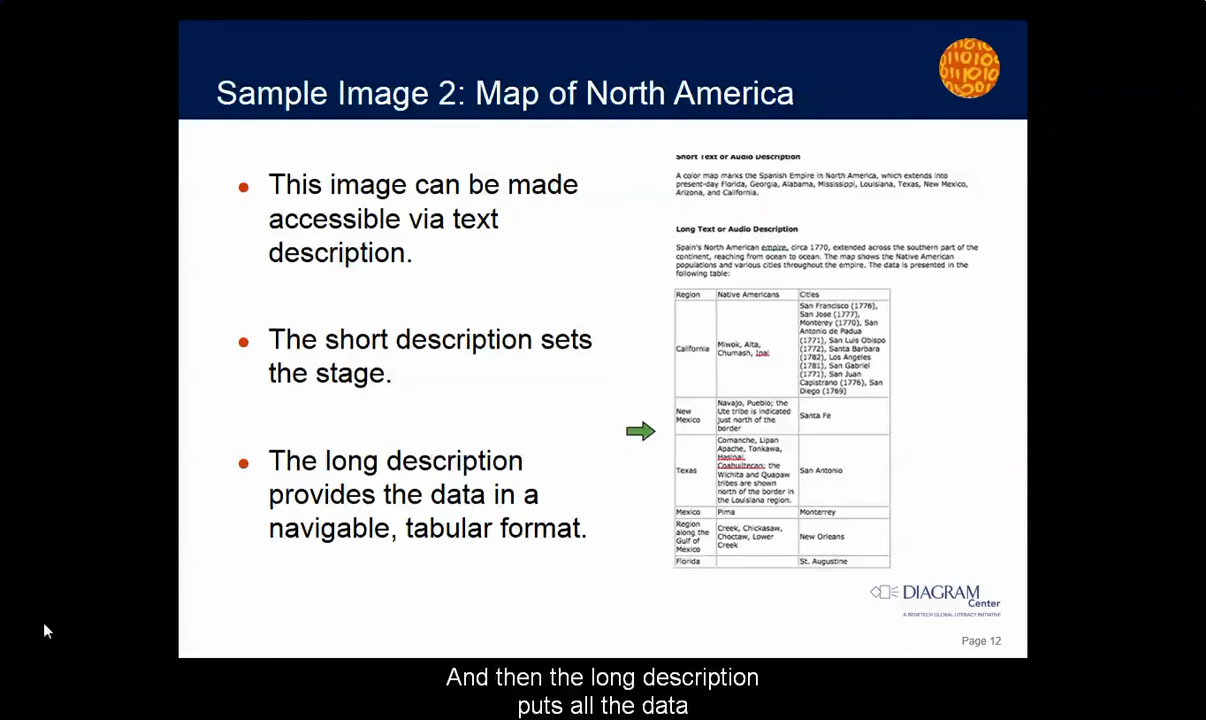 Sample Image 2: Map of North America
This image can be made
accessible via text
description.
The short description sets
the stage.
The long description
provides the data in a
navigable, tabular format.
Short Text or Audio Description
A color map marks the Spanish Empire in North America, which extends into
present-day Florida, Georgia, Alabama, Mississippi, Louisiana, Texas, New Mexico,
Arizona, and California.
Long Text or Audio Description
Spain's North American empire, circa 1770, extended across the southern part of the
continent, reaching from ocean to ocean. The map shows the Native American
populations and various cities throughout the empire. The data is presented in the
following table:
Region Native Americans Cities
California
Miwok, Alta,
Chumash, Ipai
San Francisco (1776),
San Jose (1777),
Monterey (1770), San
Antonio de Padua
(1771), San Luis Obispo
(1772), Santa Barbara
(1782), Los Angeles
(1781), San Gabriel
(1771), San Juan
Capistrano (1776), San
Diego (1769)
New
Mexico
Navajo, Pueblo; the
Ute tribe is indicated
just north of the
border
Santa Fe
Texas
Comanche, Lipan
Apache, Tonkawa,
Hasinai,
Coahuiltecan; the
Wichita and Quapaw
tribes are shown
north of the border in
the Louisiana region.
San Antonio
Mexico Pima Monterrey
Region
along the
Gulf of
Mexico
Creek, Chickasaw,
Choctaw, Lower
Creek
New Orleans
Florida St. Augustine
DIAGRAM
Center
A BENETECH GLOBAL LITERACY INITIATIVE
Page 12
And then the long description
puts all the data